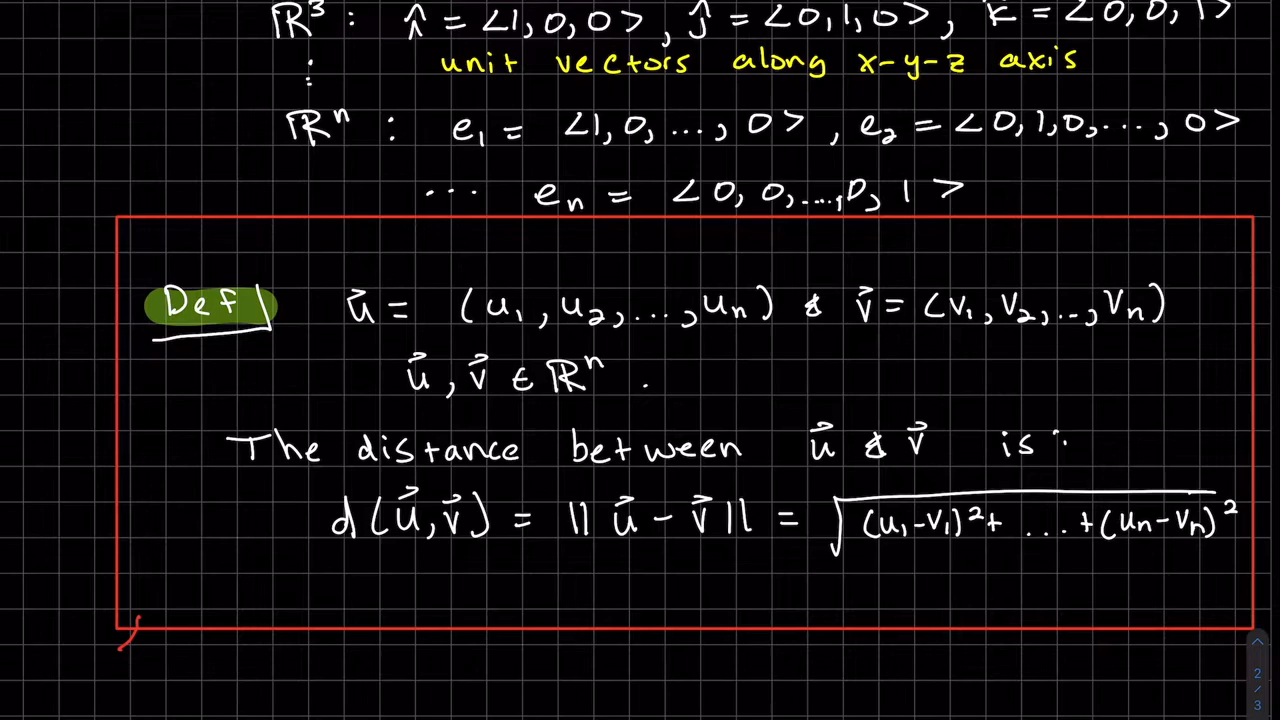 ℝ³ : î = <1, 0, 0> , ĵ = <0, 1, 0> , k̂ = <0, 0, 1>
unit vectors along x-y-z axis
⋮
ℝⁿ : e₁ = <1, 0, ..., 0> , e₂ = <0, 1, 0, ..., 0>
... eₙ = <0, 0, ..., 0, 1>
Def u⃗ = (u₁, u₂, ..., uₙ) & v⃗ = (v₁, v₂, ..., vₙ)
u⃗, v⃗ ∈ ℝⁿ .
The distance between u⃗ & v⃗ is :
d(u⃗, v⃗) = || u⃗ - v⃗ || = √((u₁-v₁)² + ... + (uₙ-vₙ)²)
2
/
3